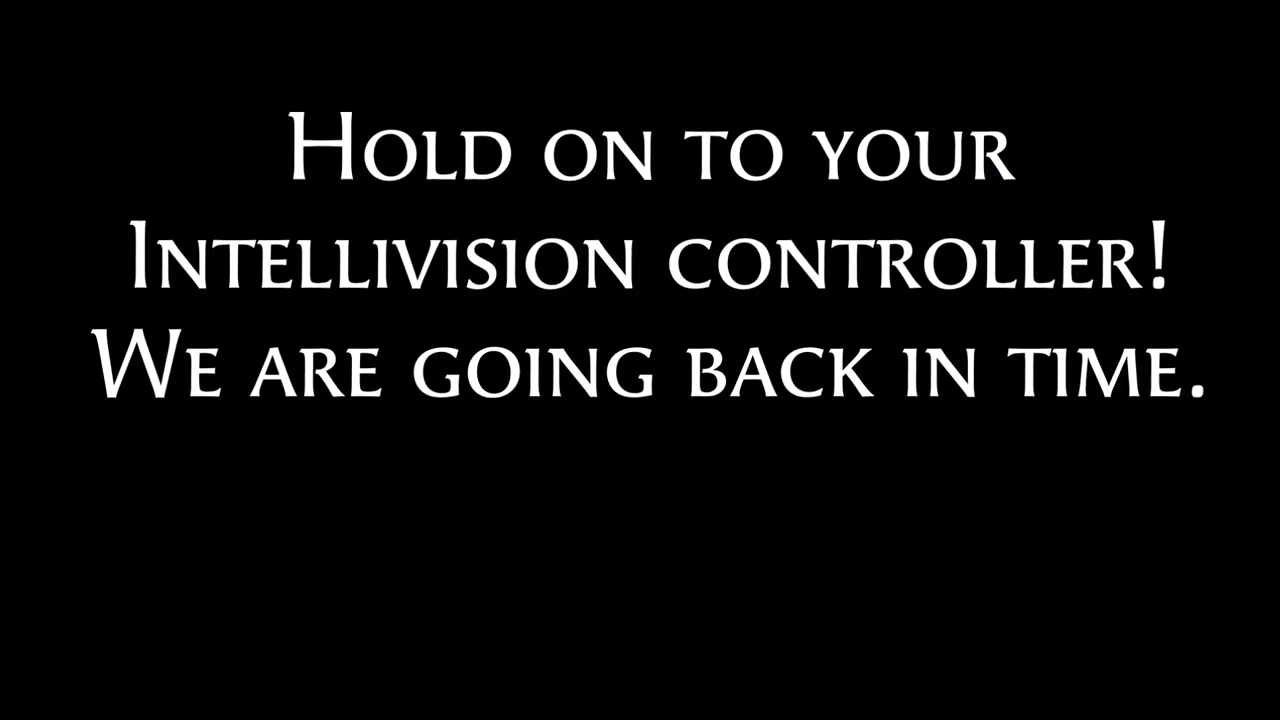 Hold on to your
Intellivision controller!
We are going back in time.